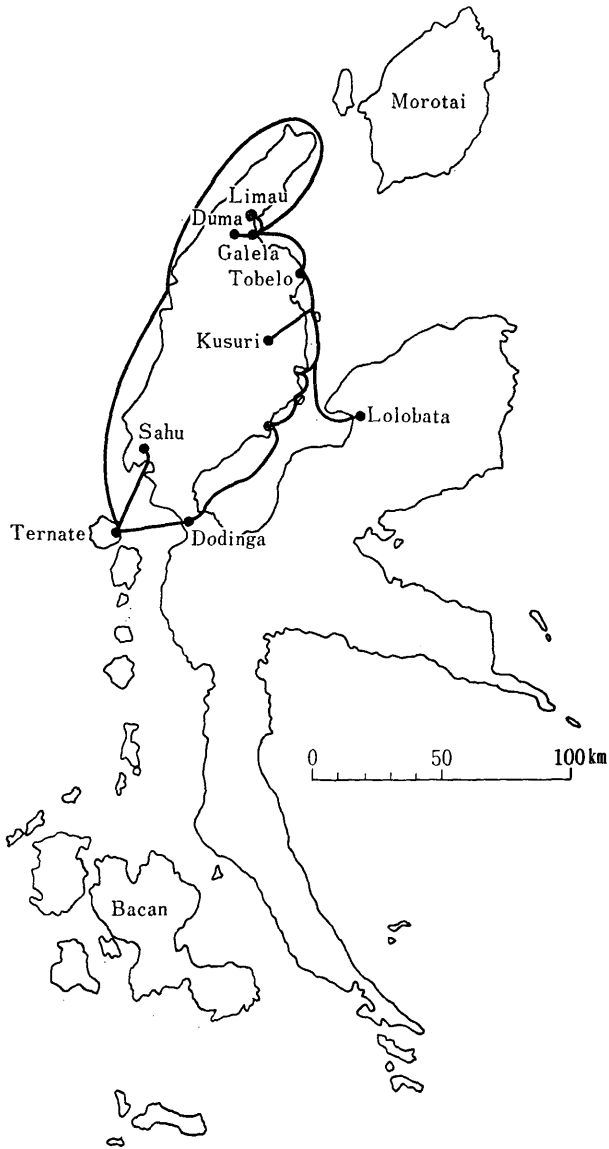 Morotai
Limau
Duma
Galela
Tobelo
Kusuri
Lolobata
Sahu
Ternate
Dodinga
0 50 100 km
Bacan